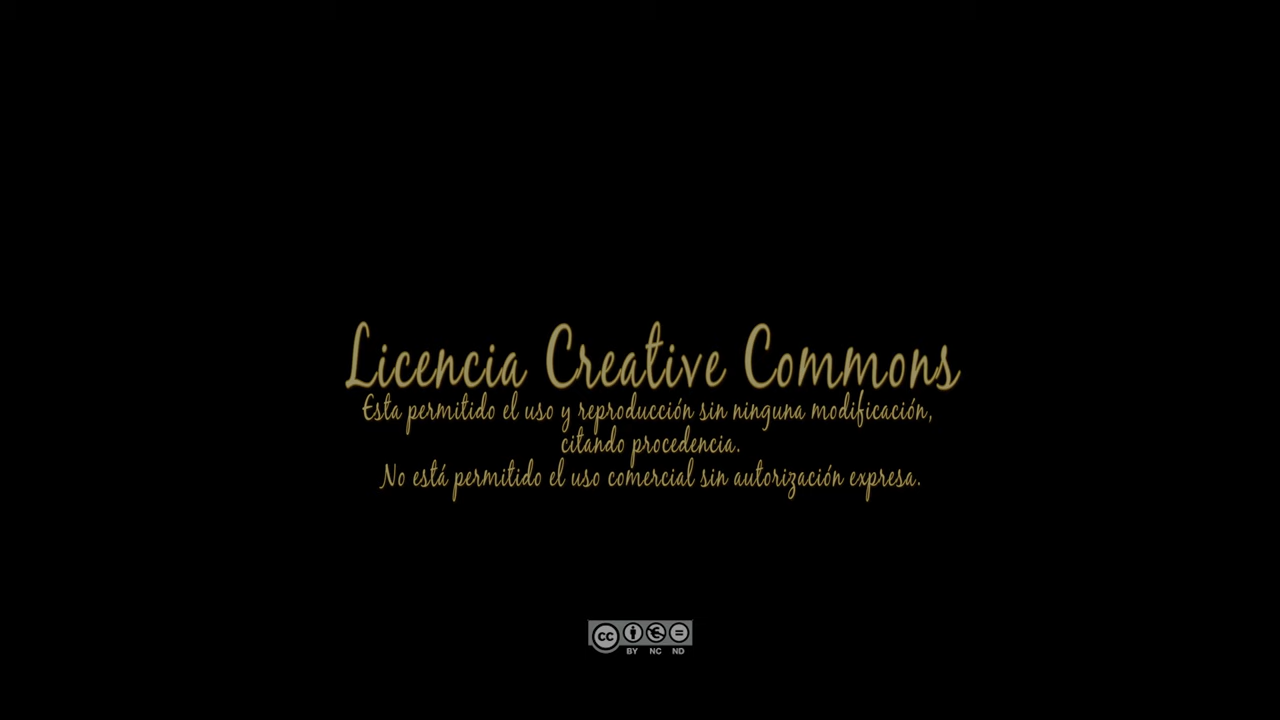 Licencia Creative Commons
Esta permitido el uso y reproducción sin ninguna modificación,
citando procedencia.
No está permitido el uso comercial sin autorización expresa.
cc
BY NC ND